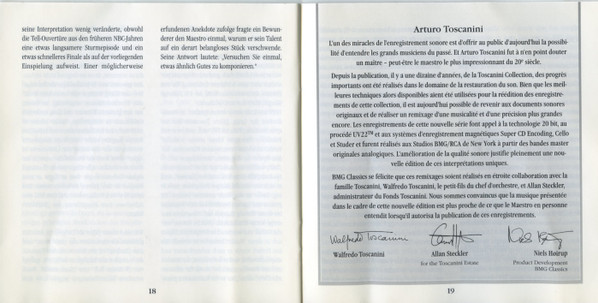 seine Interpretation wenig veränderte, obwohl
die Tell-Ouvertüre aus den früheren NBC-Jahren
eine etwas langsamere Sturmepisode und ein
etwas schnelleres Finale als auf der vorliegenden
Einspielung aufweist. Einer möglicherweise
erfundenen Anekdote zufolge fragte ein Bewun-
derer den Maestro einmal, warum er sein Talent
auf ein derart belangloses Stück verschwende.
Seine Antwort lautete: „Versuchen Sie einmal,
etwas ähnlich Gutes zu komponieren.“
18
Arturo Toscanini
L'un des miracles de l'enregistrement sonore est d'offrir au public d'aujourd'hui la possibi-
lité d'entendre les grands musiciens du passé. Et Arturo Toscanini fut à n'en point douter
un maître – peut-être le maestro le plus impressionnant du 20e siècle.
Depuis la publication, il y a une dizaine d'années, de la Toscanini Collection, des progrès
importants ont été réalisés dans le domaine de la restauration du son. Bien que les meil-
leures techniques alors disponibles aient été utilisées pour la réédition des enregistre-
ments de cette collection, il est aujourd'hui possible de revenir aux documents sonores
originaux et de réaliser un remixage d'une musicalité et d'une précision plus grandes
encore. Les enregistrements de cette nouvelle série font appel à la technologie 20 bit, au
procédé UV22™ et aux systèmes d'enregistrement magnétiques Super CD Encoding, Cello
et Studer et furent réalisés aux Studios BMG/RCA de New York à partir des bandes master
originales analogiques. L'amélioration de la qualité sonore justifie pleinement une nou-
velle édition de ces interprétations uniques.
BMG Classics se félicite que ces remixages soient réalisés en étroite collaboration avec la
famille Toscanini, Walfredo Toscanini, le petit-fils du chef d'orchestre, et Allan Steckler,
administrateur du Fonds Toscanini. Nous sommes convaincus que la musique présentée
dans le cadre de cette nouvelle édition est plus proche de ce que le Maestro en personne
entendit lorsqu'il autorisa la publication de ces enregistrements.
Walfredo Toscanini
Walfredo Toscanini
Allan Steckler
for the Toscanini Estate
Niels Høirup
Product Development
BMG Classics
19